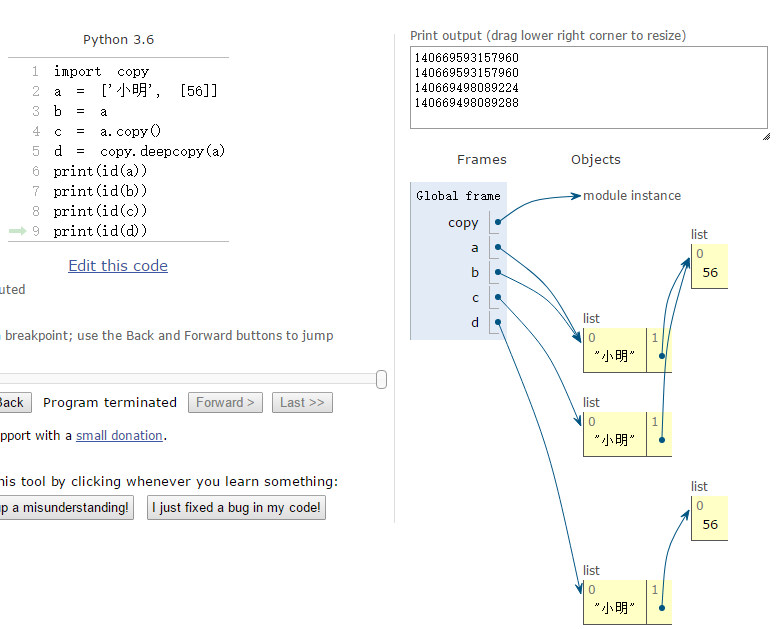 Python 3.6
1 import copy
2 a = ['小明', [56]]
3 b = a
4 c = a.copy()
5 d = copy.deepcopy(a)
6 print(id(a))
7 print(id(b))
8 print(id(c))
9 print(id(d))
Edit this code
uted
breakpoint; use the Back and Forward buttons to jump
Back Program terminated Forward > Last >>
pport with a small donation.
his tool by clicking whenever you learn something:
up a misunderstanding! I just fixed a bug in my code!
Print output (drag lower right corner to resize)
140669593157960
140669593157960
140669498089224
140669498089288
Frames Objects
Global frame
copy
a
b
c
d
module instance
list
0
56
list
0 1
"小明"
list
0 1
"小明"
list
0
56
list
0 1
"小明"